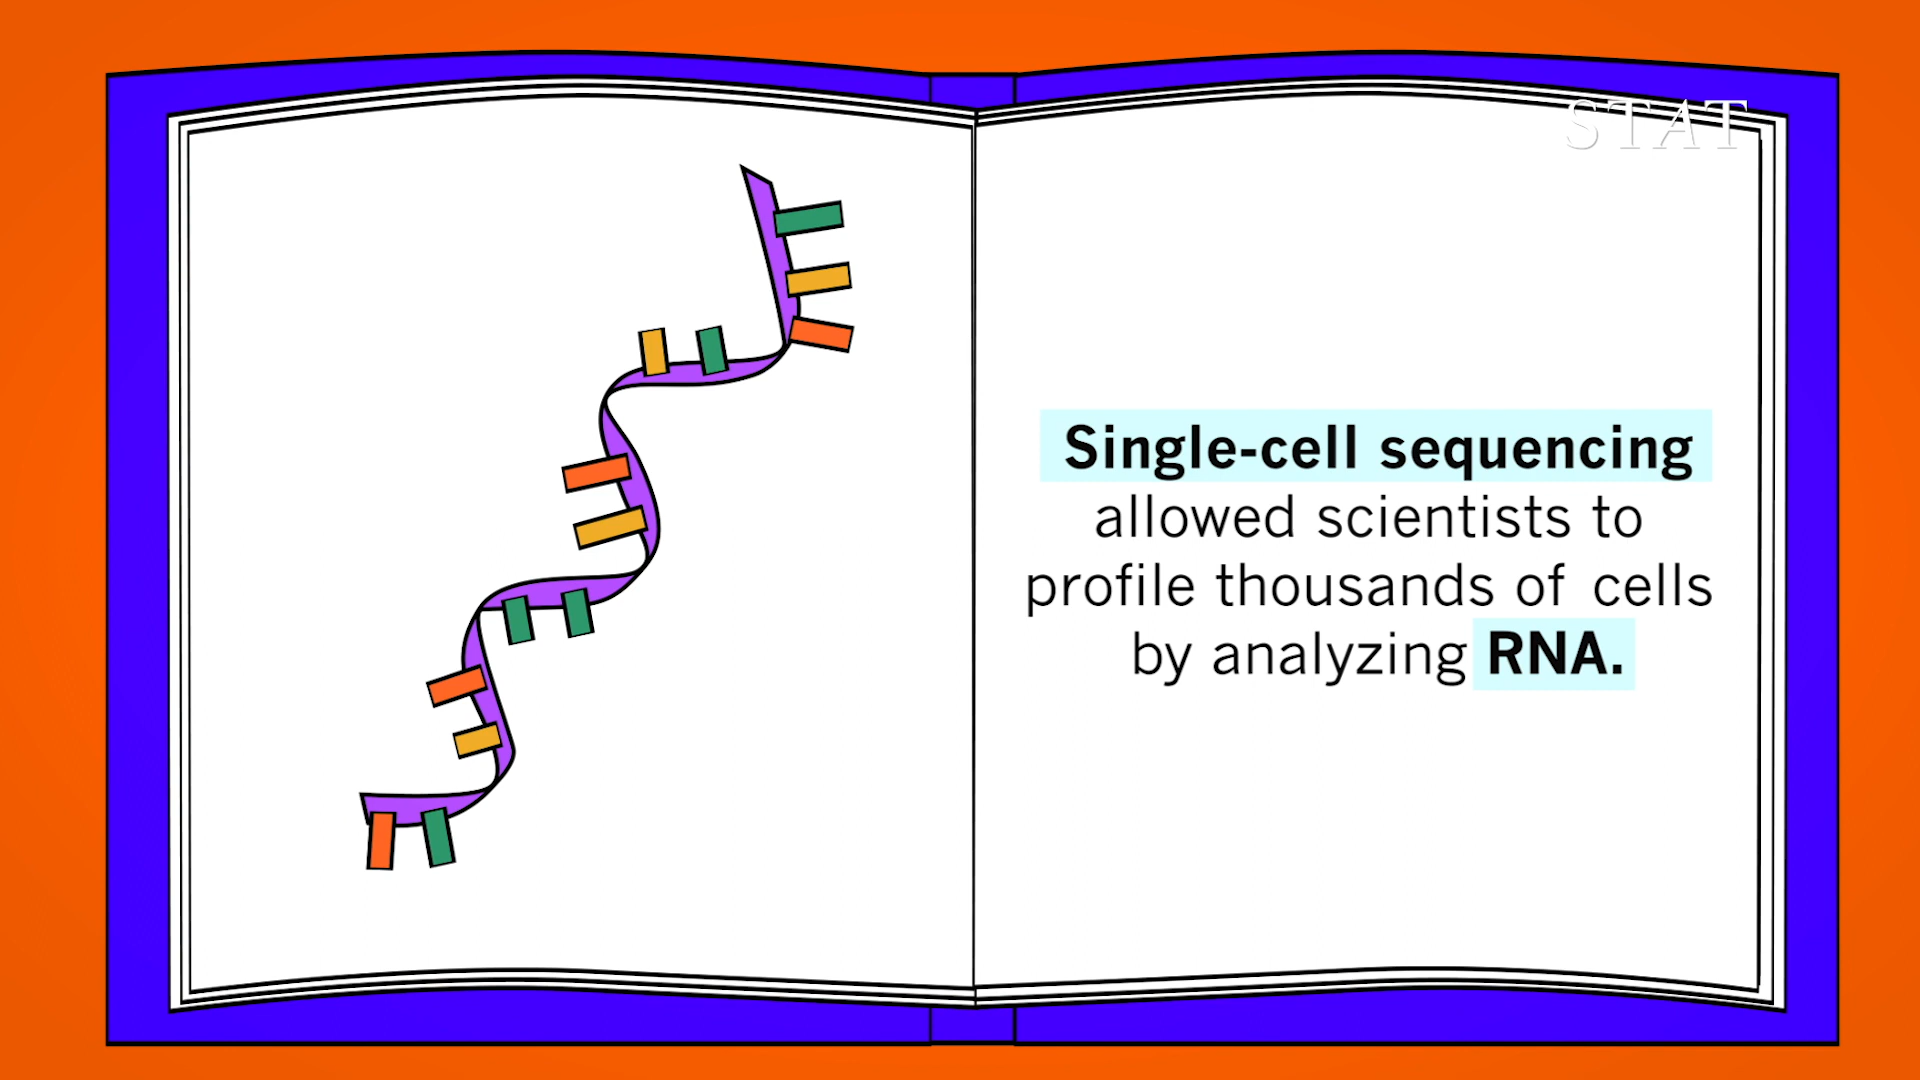 STAT
Single-cell sequencing
allowed scientists to
profile thousands of cells
by analyzing RNA.